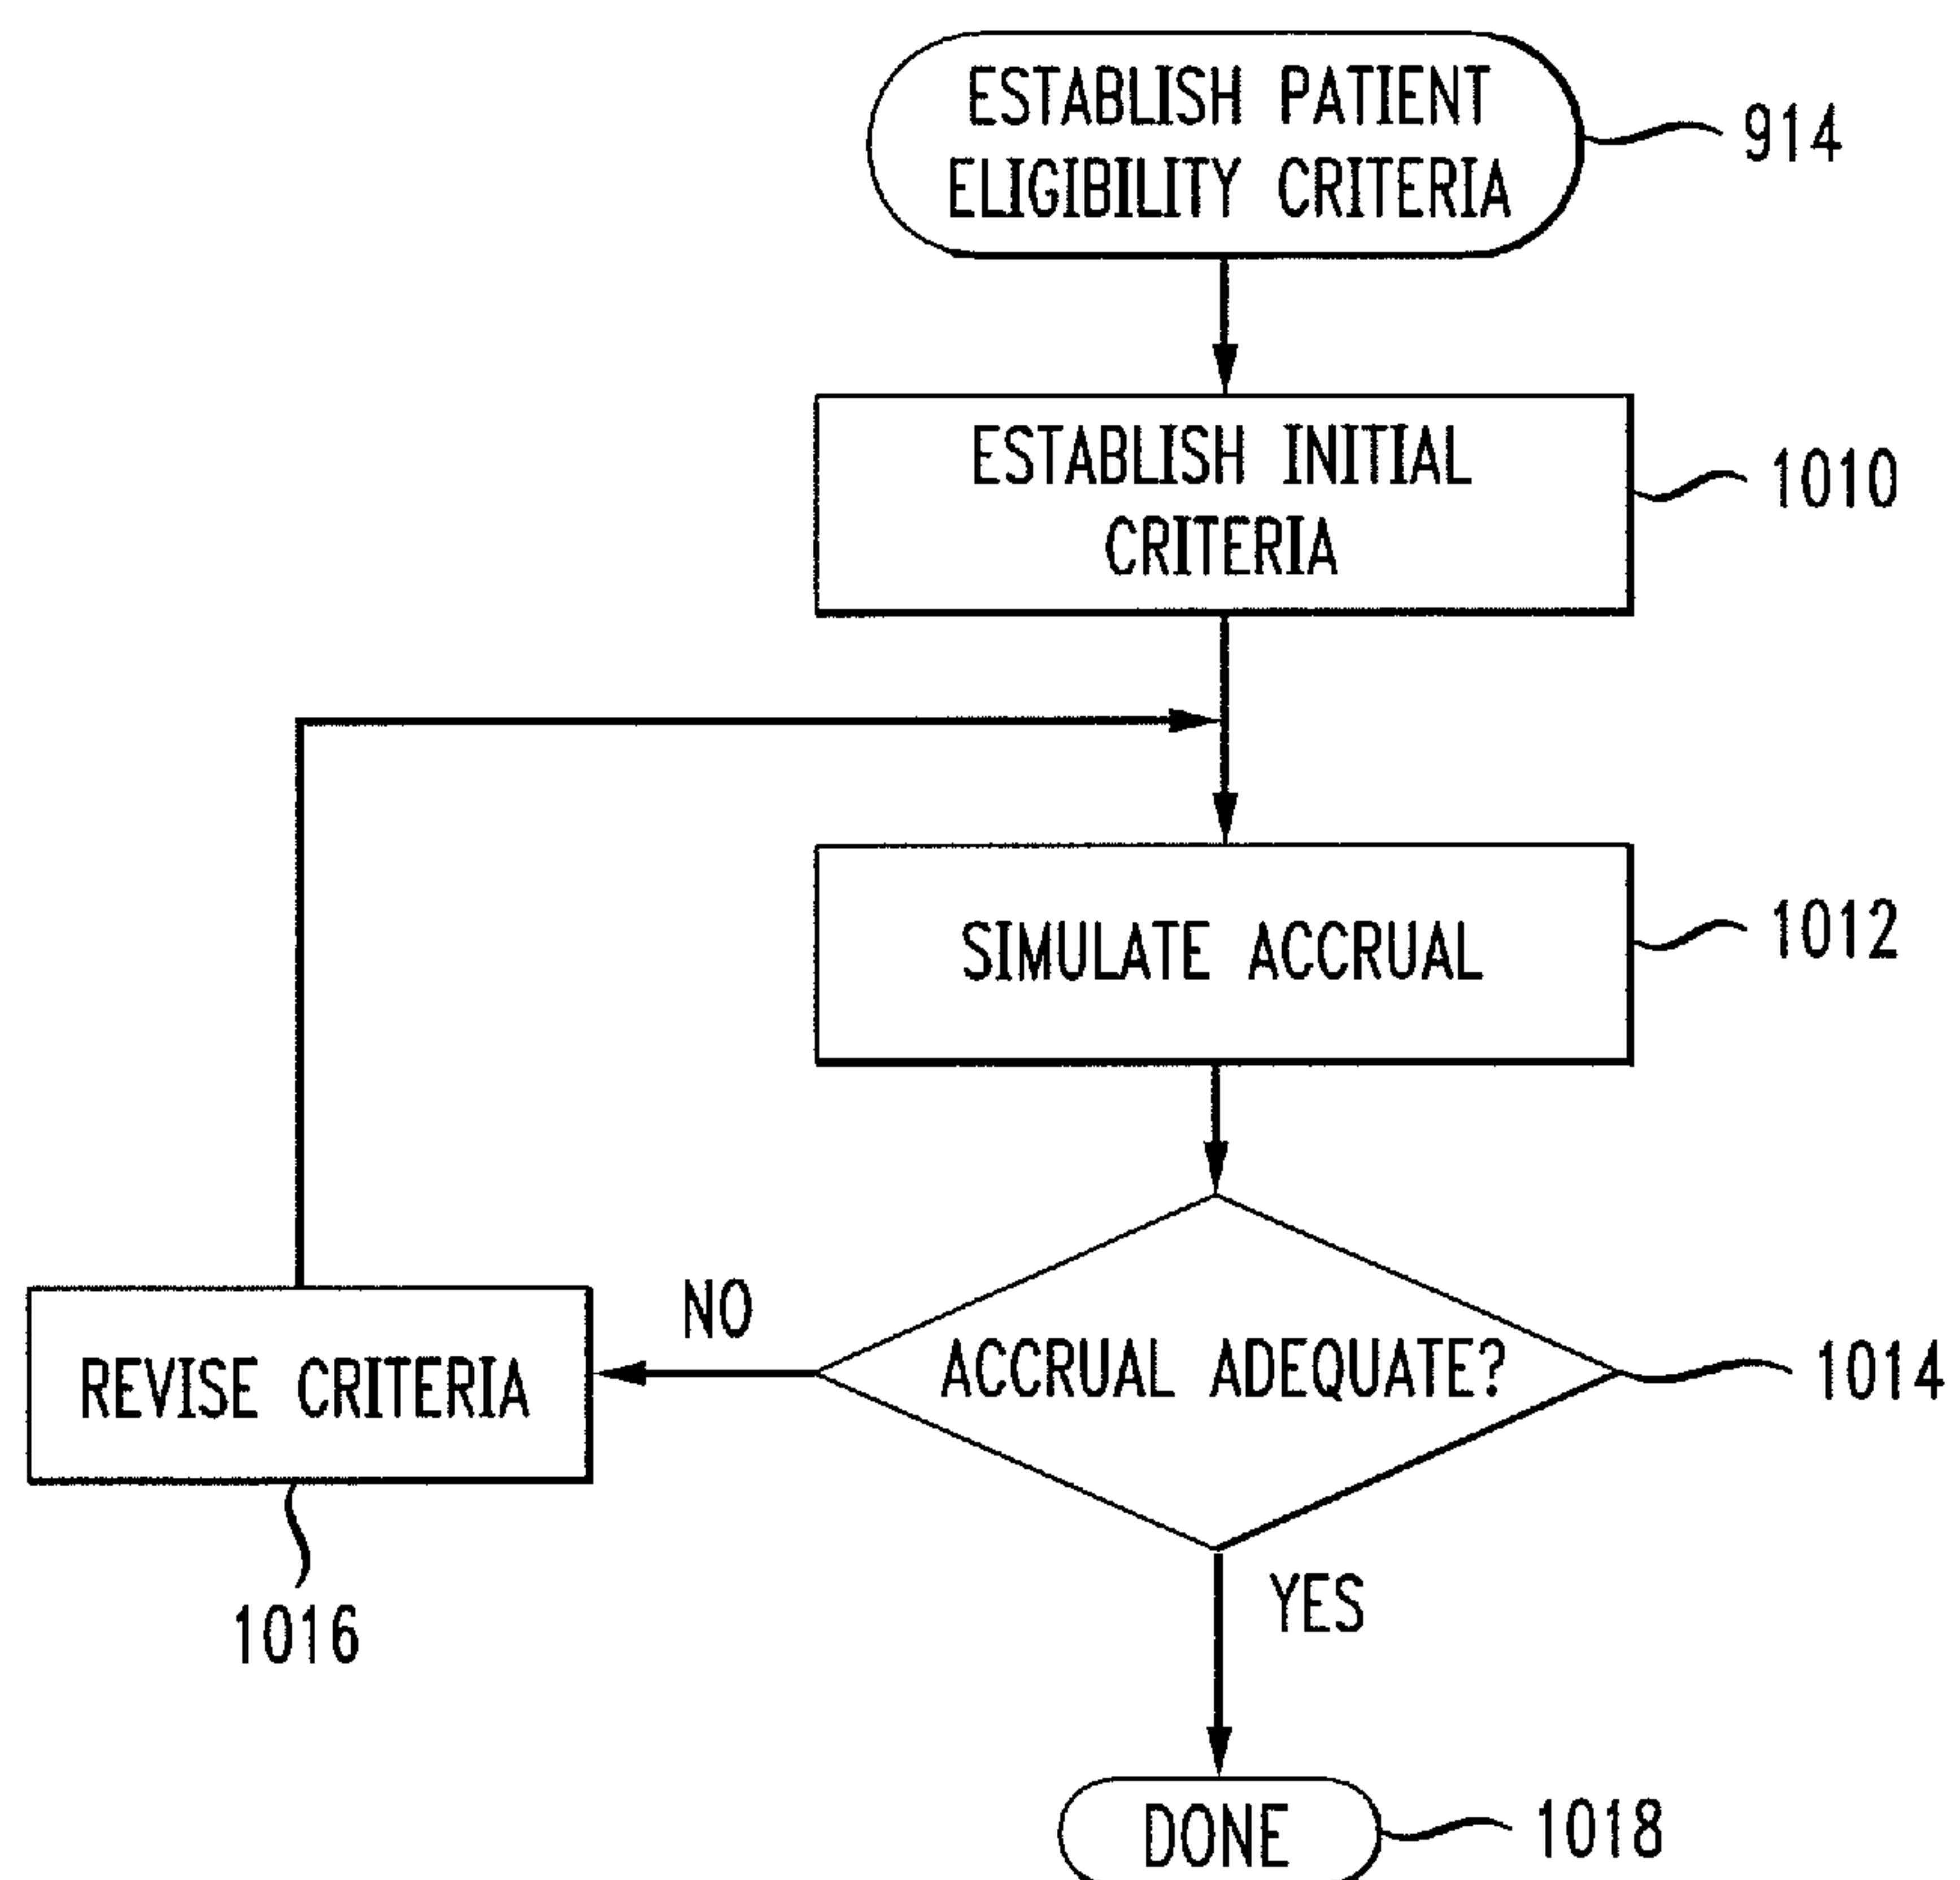 ESTABLISH PATIENT
ELIGIBILITY CRITERIA
914
ESTABLISH INITIAL
CRITERIA
1010
SIMULATE ACCRUAL
1012
ACCRUAL ADEQUATE?
1014
NO
REVISE CRITERIA
1016
YES
DONE
1018